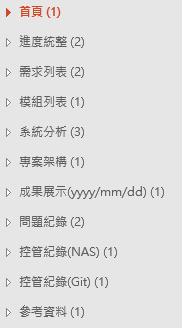 首頁 (1)
進度統整 (2)
需求列表 (2)
模組列表 (1)
系統分析 (3)
專案架構 (1)
成果展示(yyyy/mm/dd) (1)
問題紀錄 (2)
控管紀錄(NAS) (1)
控管紀錄(Git) (1)
參考資料 (1)